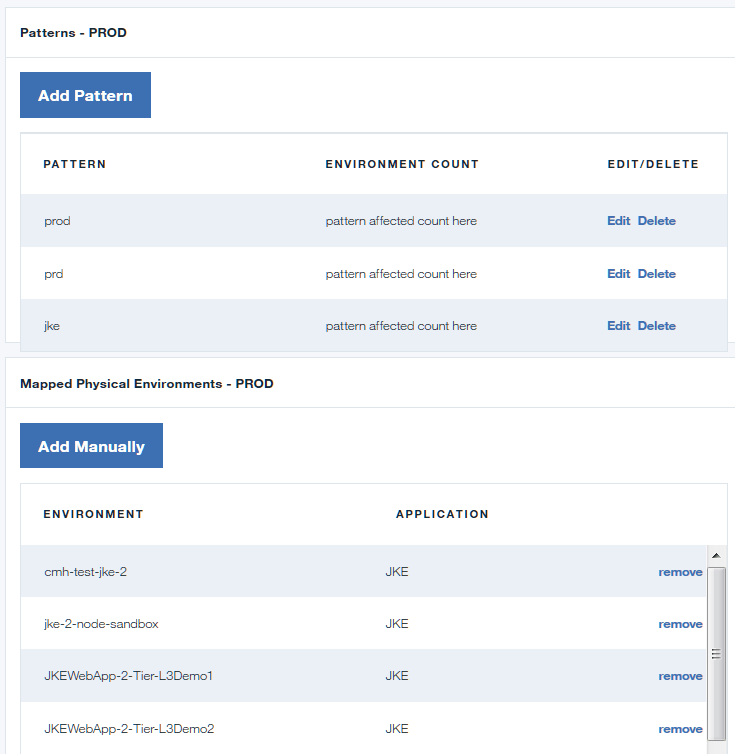 Patterns - PROD
Add Pattern
PATTERN ENVIRONMENT COUNT EDIT/DELETE
prod pattern affected count here Edit Delete
prd pattern affected count here Edit Delete
jke pattern affected count here Edit Delete
Mapped Physical Environments - PROD
Add Manually
ENVIRONMENT APPLICATION
cmh-test-jke-2 JKE remove
jke-2-node-sandbox JKE remove
JKEWebApp-2-Tier-L3Demo1 JKE remove
JKEWebApp-2-Tier-L3Demo2 JKE remove